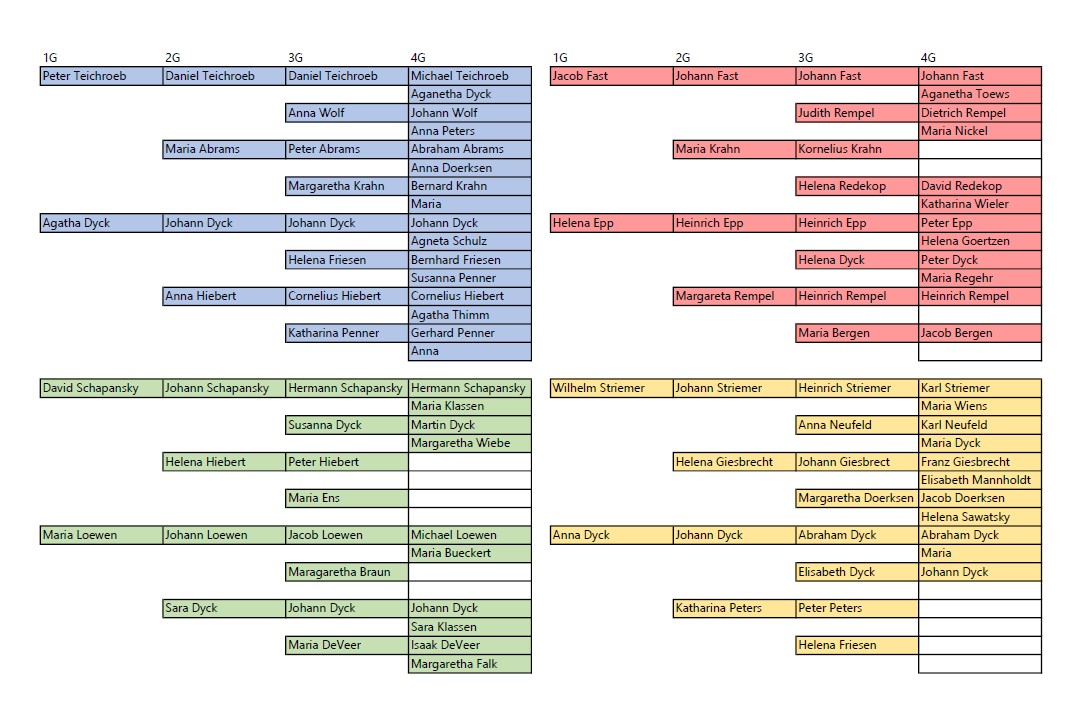 1G 2G 3G 4G
Peter Teichroeb Daniel Teichroeb Daniel Teichroeb Michael Teichroeb
Aganetha Dyck
Anna Wolf Johann Wolf
Anna Peters
Maria Abrams Peter Abrams Abraham Abrams
Anna Doerksen
Margaretha Krahn Bernard Krahn
Maria
Agatha Dyck Johann Dyck Johann Dyck Johann Dyck
Agneta Schulz
Helena Friesen Bernhard Friesen
Susanna Penner
Anna Hiebert Cornelius Hiebert Cornelius Hiebert
Agatha Thimm
Katharina Penner Gerhard Penner
Anna
1G 2G 3G 4G
Jacob Fast Johann Fast Johann Fast Johann Fast
Aganetha Toews
Judith Rempel Dietrich Rempel
Maria Nickel
Maria Krahn Kornelius Krahn
Helena Redekop David Redekop
Katharina Wieler
Helena Epp Heinrich Epp Heinrich Epp Peter Epp
Helena Goertzen
Helena Dyck Peter Dyck
Maria Regehr
Margareta Rempel Heinrich Rempel Heinrich Rempel
Maria Bergen Jacob Bergen
David Schapansky Johann Schapansky Hermann Schapansky Hermann Schapansky
Maria Klassen
Susanna Dyck Martin Dyck
Margaretha Wiebe
Helena Hiebert Peter Hiebert
Maria Ens
Maria Loewen Johann Loewen Jacob Loewen Michael Loewen
Maria Bueckert
Maragaretha Braun
Sara Dyck Johann Dyck Johann Dyck
Sara Klassen
Maria DeVeer Isaak DeVeer
Margaretha Falk
Wilhelm Striemer Johann Striemer Heinrich Striemer Karl Striemer
Maria Wiens
Anna Neufeld Karl Neufeld
Maria Dyck
Helena Giesbrecht Johann Giesbrect Franz Giesbrecht
Elisabeth Mannholdt
Margaretha Doerksen Jacob Doerksen
Helena Sawatsky
Anna Dyck Johann Dyck Abraham Dyck Abraham Dyck
Maria
Elisabeth Dyck Johann Dyck
Katharina Peters Peter Peters
Helena Friesen